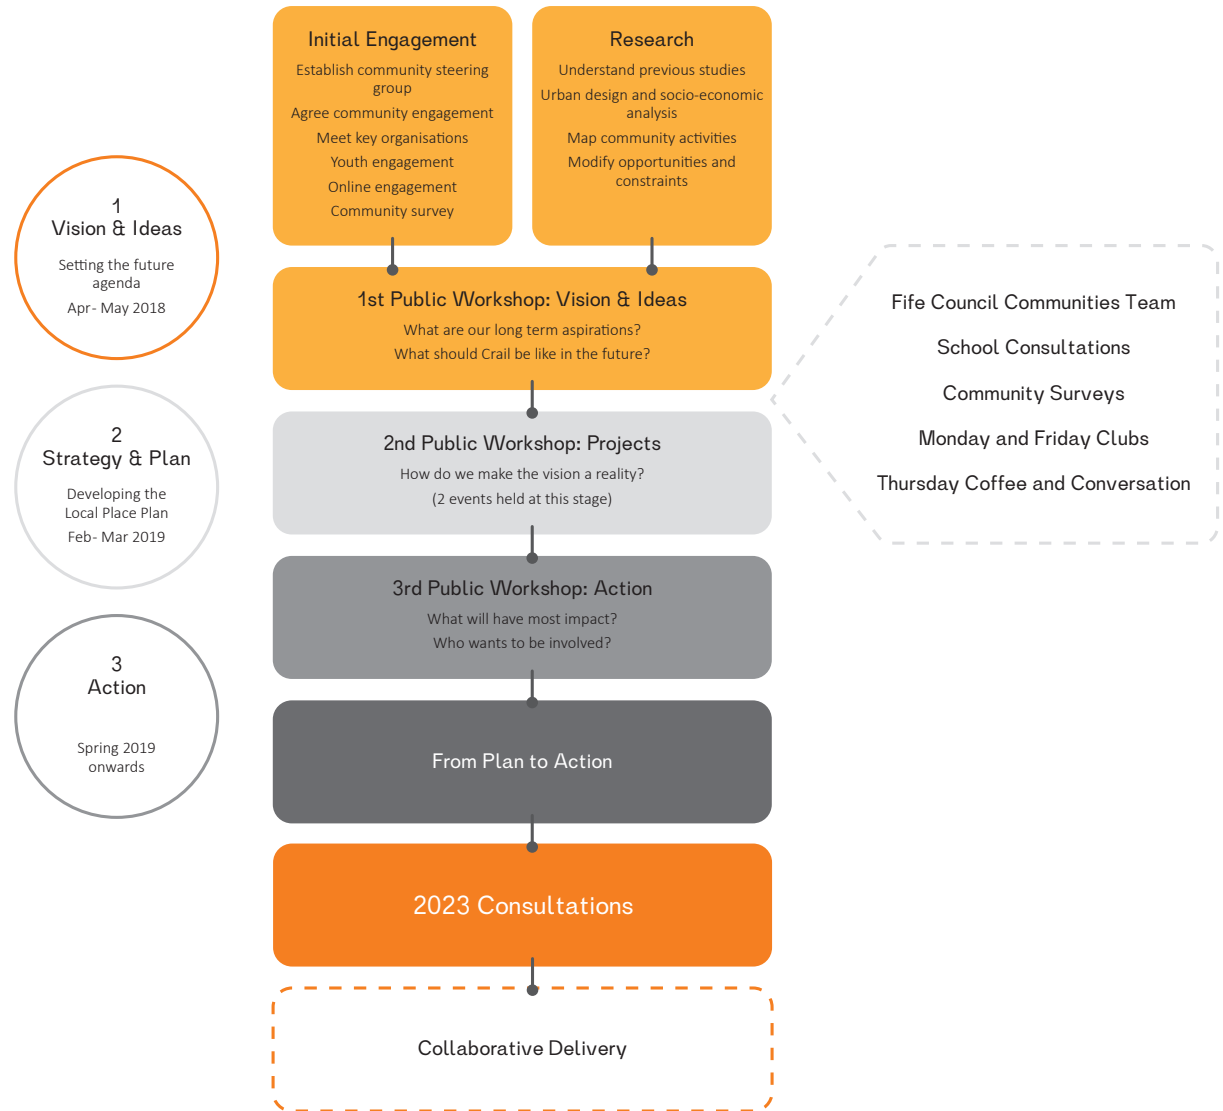 Initial Engagement
Establish community steering
group
Agree community engagement
Meet key organisations
Youth engagement
Online engagement
Community survey
Research
Understand previous studies
Urban design and socio-economic
analysis
Map community activities
Modify opportunities and
constraints
1
Vision & Ideas
Setting the future
agenda
Apr- May 2018
1st Public Workshop: Vision & Ideas
What are our long term aspirations?
What should Crail be like in the future?
Fife Council Communities Team
School Consultations
Community Surveys
Monday and Friday Clubs
Thursday Coffee and Conversation
2
Strategy & Plan
Developing the
Local Place Plan
Feb- Mar 2019
2nd Public Workshop: Projects
How do we make the vision a reality?
(2 events held at this stage)
3rd Public Workshop: Action
What will have most impact?
Who wants to be involved?
3
Action
Spring 2019
onwards
From Plan to Action
2023 Consultations
Collaborative Delivery